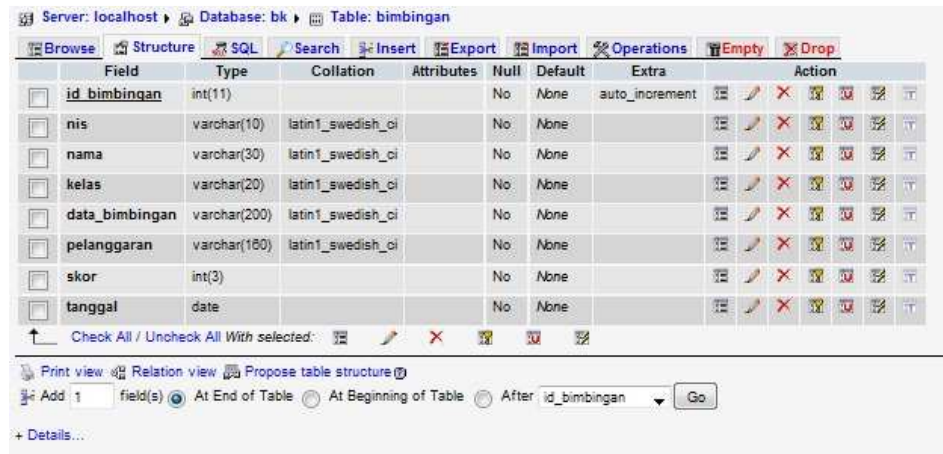 Server: localhost Database: bk Table: bimbingan
Browse Structure SQL Search Insert Export Import Operations Empty Drop
Field Type Collation Attributes Null Default Extra Action
id_bimbingan int(11) No None auto_increment
nis varchar(10) latin1_swedish_ci No None
nama varchar(30) latin1_swedish_ci No None
kelas varchar(20) latin1_swedish_ci No None
data_bimbingan varchar(200) latin1_swedish_ci No None
pelanggaran varchar(160) latin1_swedish_ci No None
skor int(3) No None
tanggal date No None
Check All / Uncheck All With selected:
Print view Relation view Propose table structure
Add 1 field(s) At End of Table At Beginning of Table After id_bimbingan Go
+ Details...